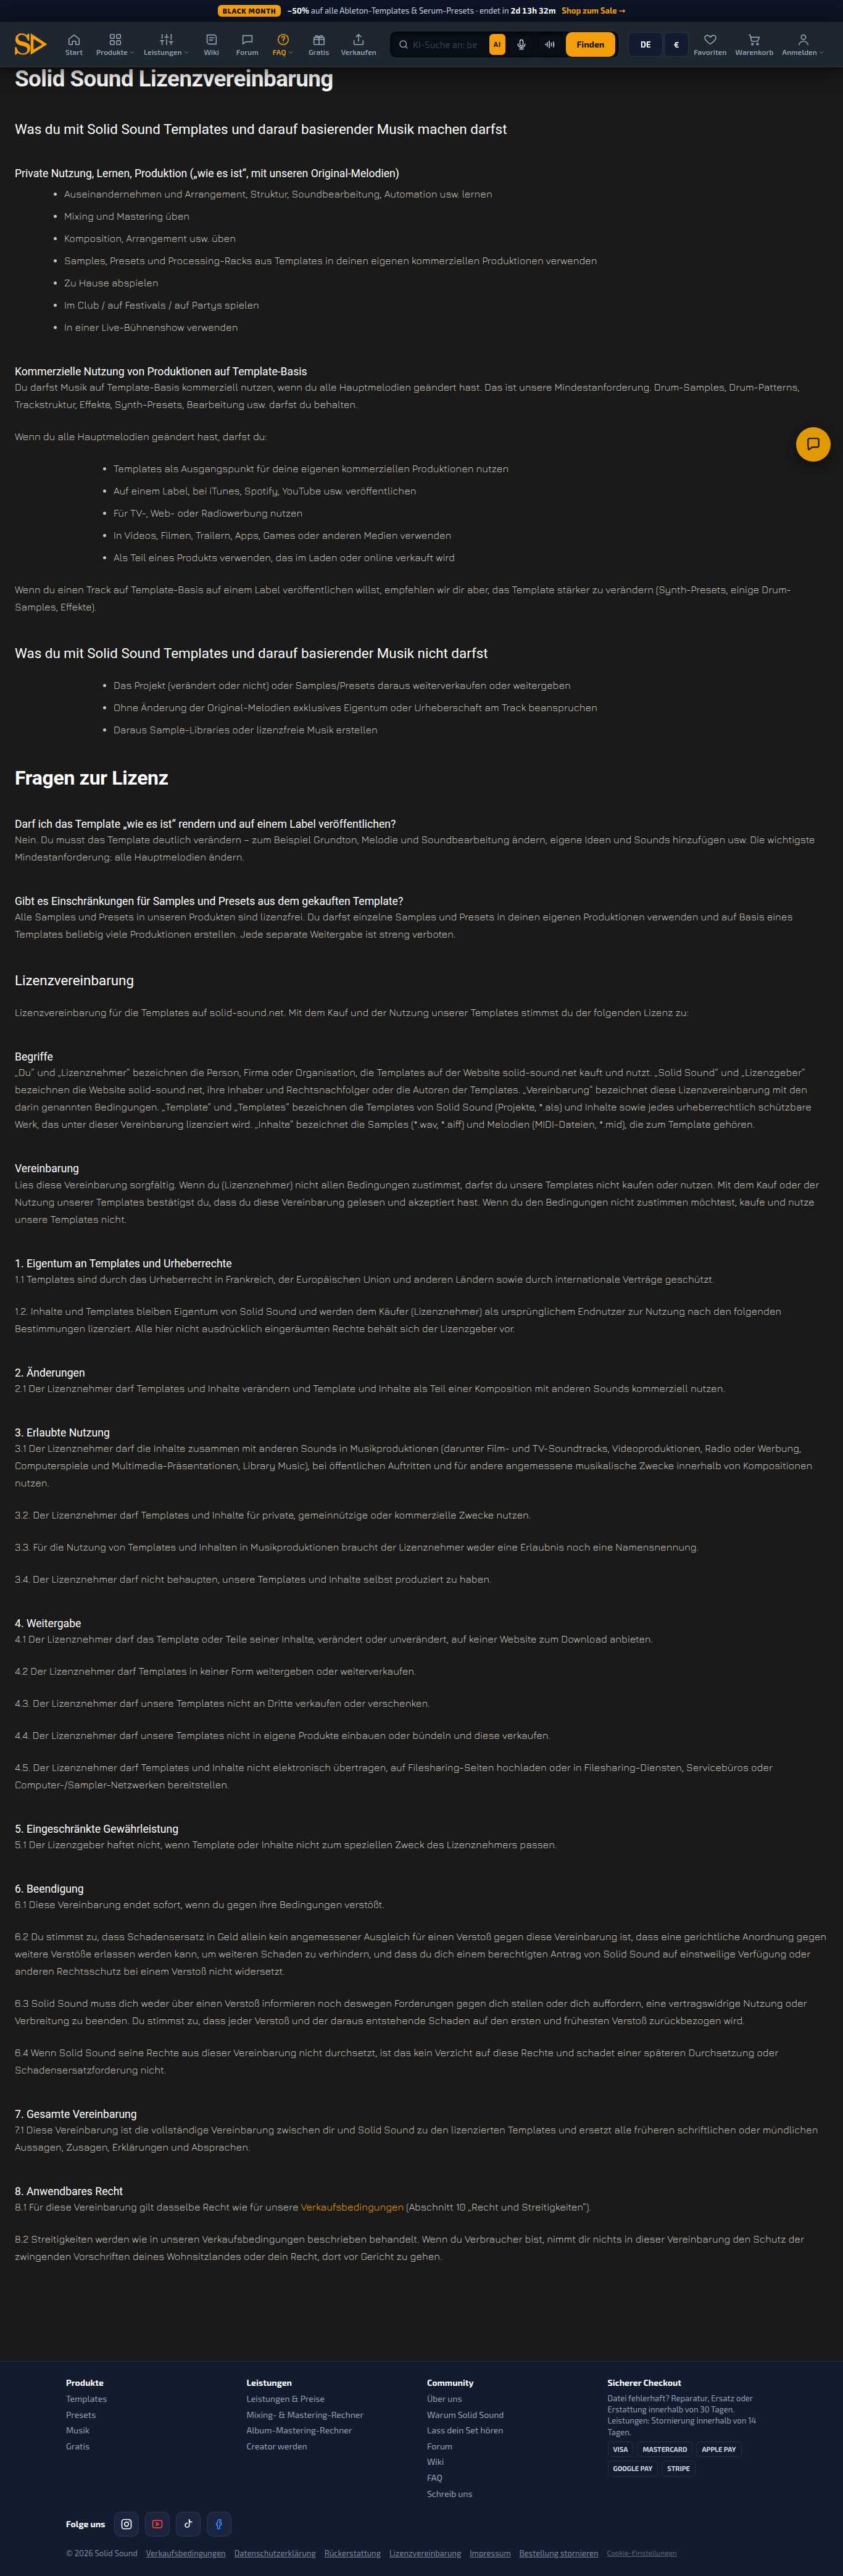 BLACK MONTH −50% auf alle Ableton-Templates & Serum-Presets · endet in 2d 13h 32m Shop zum Sale →
Start
Produkte
Leistungen
Wiki
Forum
FAQ
Gratis
Verkaufen
KI-Suche an: be
AI
Finden
DE
€
Favoriten
Warenkorb
Anmelden
Solid Sound Lizenzvereinbarung
Was du mit Solid Sound Templates und darauf basierender Musik machen darfst
Private Nutzung, Lernen, Produktion („wie es ist“, mit unseren Original-Melodien)
• Auseinandernehmen und Arrangement, Struktur, Soundbearbeitung, Automation usw. lernen
• Mixing und Mastering üben
• Komposition, Arrangement usw. üben
• Samples, Presets und Processing-Racks aus Templates in deinen eigenen kommerziellen Produktionen verwenden
• Zu Hause abspielen
• Im Club / auf Festivals / auf Partys spielen
• In einer Live-Bühnenshow verwenden
Kommerzielle Nutzung von Produktionen auf Template-Basis
Du darfst Musik auf Template-Basis kommerziell nutzen, wenn du alle Hauptmelodien geändert hast. Das ist unsere Mindestanforderung. Drum-Samples, Drum-Patterns,
Trackstruktur, Effekte, Synth-Presets, Bearbeitung usw. darfst du behalten.
Wenn du alle Hauptmelodien geändert hast, darfst du:
• Templates als Ausgangspunkt für deine eigenen kommerziellen Produktionen nutzen
• Auf einem Label, bei iTunes, Spotify, YouTube usw. veröffentlichen
• Für TV-, Web- oder Radiowerbung nutzen
• In Videos, Filmen, Trailern, Apps, Games oder anderen Medien verwenden
• Als Teil eines Produkts verwenden, das im Laden oder online verkauft wird
Wenn du einen Track auf Template-Basis auf einem Label veröffentlichen willst, empfehlen wir dir aber, das Template stärker zu verändern (Synth-Presets, einige Drum-
Samples, Effekte).
Was du mit Solid Sound Templates und darauf basierender Musik nicht darfst
• Das Projekt (verändert oder nicht) oder Samples/Presets daraus weiterverkaufen oder weitergeben
• Ohne Änderung der Original-Melodien exklusives Eigentum oder Urheberschaft am Track beanspruchen
• Daraus Sample-Libraries oder lizenzfreie Musik erstellen
Fragen zur Lizenz
Darf ich das Template „wie es ist“ rendern und auf einem Label veröffentlichen?
Nein. Du musst das Template deutlich verändern – zum Beispiel Grundton, Melodie und Soundbearbeitung ändern, eigene Ideen und Sounds hinzufügen usw. Die wichtigste
Mindestanforderung: alle Hauptmelodien ändern.
Gibt es Einschränkungen für Samples und Presets aus dem gekauften Template?
Alle Samples und Presets in unseren Produkten sind lizenzfrei. Du darfst einzelne Samples und Presets in deinen eigenen Produktionen verwenden und auf Basis eines
Templates beliebig viele Produktionen erstellen. Jede separate Weitergabe ist streng verboten.
Lizenzvereinbarung
Lizenzvereinbarung für die Templates auf solid-sound.net. Mit dem Kauf und der Nutzung unserer Templates stimmst du der folgenden Lizenz zu:
Begriffe
„Du“ und „Lizenznehmer“ bezeichnen die Person, Firma oder Organisation, die Templates auf der Website solid-sound.net kauft und nutzt. „Solid Sound“ und „Lizenzgeber“
bezeichnen die Website solid-sound.net, ihre Inhaber und Rechtsnachfolger oder die Autoren der Templates. „Vereinbarung“ bezeichnet diese Lizenzvereinbarung mit den
darin genannten Bedingungen. „Template“ und „Templates“ bezeichnen die Templates von Solid Sound (Projekte, *.als) und Inhalte sowie jedes urheberrechtlich schützbare
Werk, das unter dieser Vereinbarung lizenziert wird. „Inhalte“ bezeichnet die Samples (*.wav, *.aiff) und Melodien (MIDI-Dateien, *.mid), die zum Template gehören.
Vereinbarung
Lies diese Vereinbarung sorgfältig. Wenn du (Lizenznehmer) nicht allen Bedingungen zustimmst, darfst du unsere Templates nicht kaufen oder nutzen. Mit dem Kauf oder der
Nutzung unserer Templates bestätigst du, dass du diese Vereinbarung gelesen und akzeptiert hast. Wenn du den Bedingungen nicht zustimmen möchtest, kaufe und nutze
unsere Templates nicht.
1. Eigentum an Templates und Urheberrechte
1.1 Templates sind durch das Urheberrecht in Frankreich, der Europäischen Union und anderen Ländern sowie durch internationale Verträge geschützt.
1.2. Inhalte und Templates bleiben Eigentum von Solid Sound und werden dem Käufer (Lizenznehmer) als ursprünglichem Endnutzer zur Nutzung nach den folgenden
Bestimmungen lizenziert. Alle hier nicht ausdrücklich eingeräumten Rechte behält sich der Lizenzgeber vor.
2. Änderungen
2.1 Der Lizenznehmer darf Templates und Inhalte verändern und Template und Inhalte als Teil einer Komposition mit anderen Sounds kommerziell nutzen.
3. Erlaubte Nutzung
3.1 Der Lizenznehmer darf die Inhalte zusammen mit anderen Sounds in Musikproduktionen (darunter Film- und TV-Soundtracks, Videoproduktionen, Radio oder Werbung,
Computerspiele und Multimedia-Präsentationen, Library Music), bei öffentlichen Auftritten und für andere angemessene musikalische Zwecke innerhalb von Kompositionen
nutzen.
3.2. Der Lizenznehmer darf Templates und Inhalte für private, gemeinnützige oder kommerzielle Zwecke nutzen.
3.3. Für die Nutzung von Templates und Inhalten in Musikproduktionen braucht der Lizenznehmer weder eine Erlaubnis noch eine Namensnennung.
3.4. Der Lizenznehmer darf nicht behaupten, unsere Templates und Inhalte selbst produziert zu haben.
4. Weitergabe
4.1 Der Lizenznehmer darf das Template oder Teile seiner Inhalte, verändert oder unverändert, auf keiner Website zum Download anbieten.
4.2 Der Lizenznehmer darf Templates in keiner Form weitergeben oder weiterverkaufen.
4.3. Der Lizenznehmer darf unsere Templates nicht an Dritte verkaufen oder verschenken.
4.4. Der Lizenznehmer darf unsere Templates nicht in eigene Produkte einbauen oder bündeln und diese verkaufen.
4.5. Der Lizenznehmer darf Templates und Inhalte nicht elektronisch übertragen, auf Filesharing-Seiten hochladen oder in Filesharing-Diensten, Servicebüros oder
Computer-/Sampler-Netzwerken bereitstellen.
5. Eingeschränkte Gewährleistung
5.1 Der Lizenzgeber haftet nicht, wenn Template oder Inhalte nicht zum speziellen Zweck des Lizenznehmers passen.
6. Beendigung
6.1 Diese Vereinbarung endet sofort, wenn du gegen ihre Bedingungen verstößt.
6.2 Du stimmst zu, dass Schadensersatz in Geld allein kein angemessener Ausgleich für einen Verstoß gegen diese Vereinbarung ist, dass eine gerichtliche Anordnung gegen
weitere Verstöße erlassen werden kann, um weiteren Schaden zu verhindern, und dass du dich einem berechtigten Antrag von Solid Sound auf einstweilige Verfügung oder
anderen Rechtsschutz bei einem Verstoß nicht widersetzt.
6.3 Solid Sound muss dich weder über einen Verstoß informieren noch deswegen Forderungen gegen dich stellen oder dich auffordern, eine vertragswidrige Nutzung oder
Verbreitung zu beenden. Du stimmst zu, dass jeder Verstoß und der daraus entstehende Schaden auf den ersten und frühesten Verstoß zurückbezogen wird.
6.4 Wenn Solid Sound seine Rechte aus dieser Vereinbarung nicht durchsetzt, ist das kein Verzicht auf diese Rechte und schadet einer späteren Durchsetzung oder
Schadensersatzforderung nicht.
7. Gesamte Vereinbarung
7.1 Diese Vereinbarung ist die vollständige Vereinbarung zwischen dir und Solid Sound zu den lizenzierten Templates und ersetzt alle früheren schriftlichen oder mündlichen
Aussagen, Zusagen, Erklärungen und Absprachen.
8. Anwendbares Recht
8.1 Für diese Vereinbarung gilt dasselbe Recht wie für unsere Verkaufsbedingungen (Abschnitt 10 „Recht und Streitigkeiten“).
8.2 Streitigkeiten werden wie in unseren Verkaufsbedingungen beschrieben behandelt. Wenn du Verbraucher bist, nimmt dir nichts in dieser Vereinbarung den Schutz der
zwingenden Vorschriften deines Wohnsitzlandes oder dein Recht, dort vor Gericht zu gehen.
Produkte
Templates
Presets
Musik
Gratis
Leistungen
Leistungen & Preise
Mixing- & Mastering-Rechner
Album-Mastering-Rechner
Creator werden
Community
Über uns
Warum Solid Sound
Lass dein Set hören
Forum
Wiki
FAQ
Schreib uns
Sicherer Checkout
Datei fehlerhaft? Reparatur, Ersatz oder
Erstattung innerhalb von 30 Tagen.
Leistungen: Stornierung innerhalb von 14
Tagen.
VISA MASTERCARD APPLE PAY
GOOGLE PAY STRIPE
Folge uns
© 2026 Solid Sound Verkaufsbedingungen Datenschutzerklärung Rückerstattung Lizenzvereinbarung Impressum Bestellung stornieren Cookie-Einstellungen